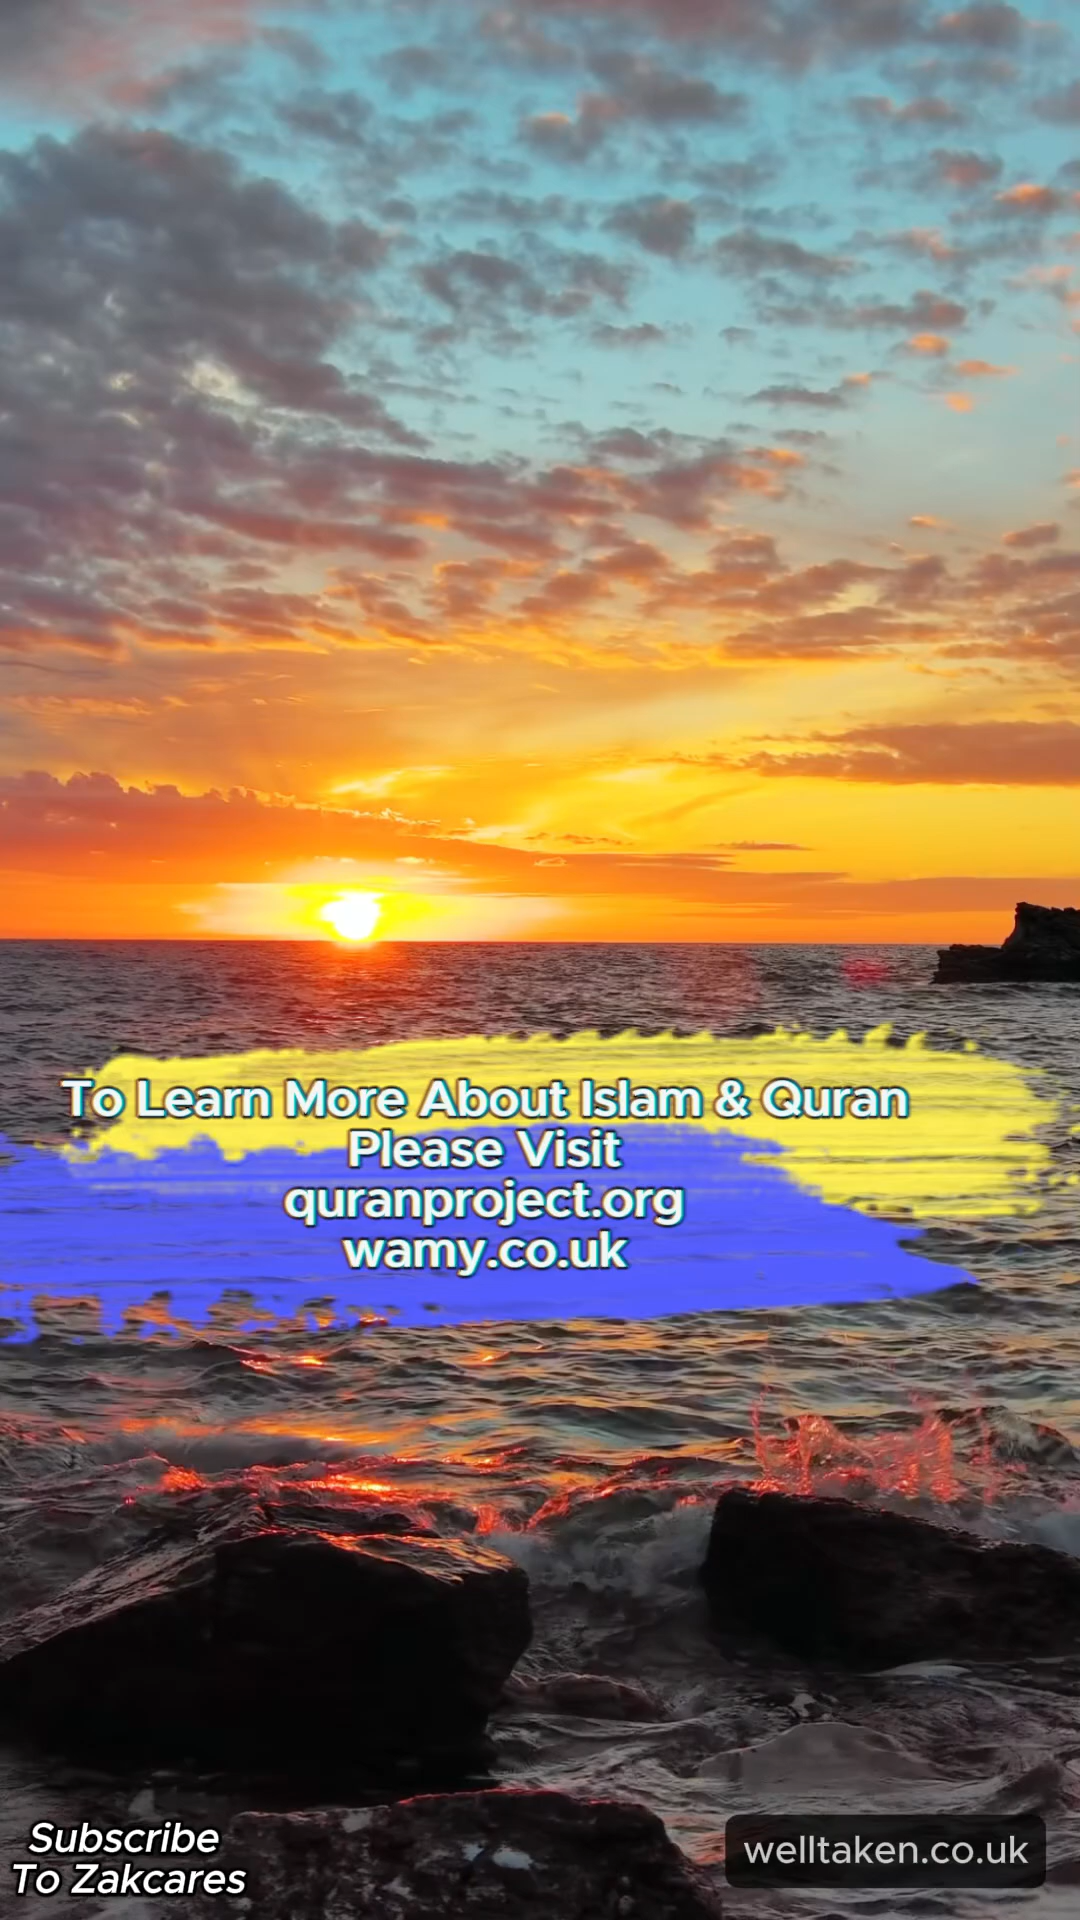 To Learn More About Islam & Quran
Please Visit
quranproject.org
wamy.co.uk
Subscribe
To Zakcares
welltaken.co.uk